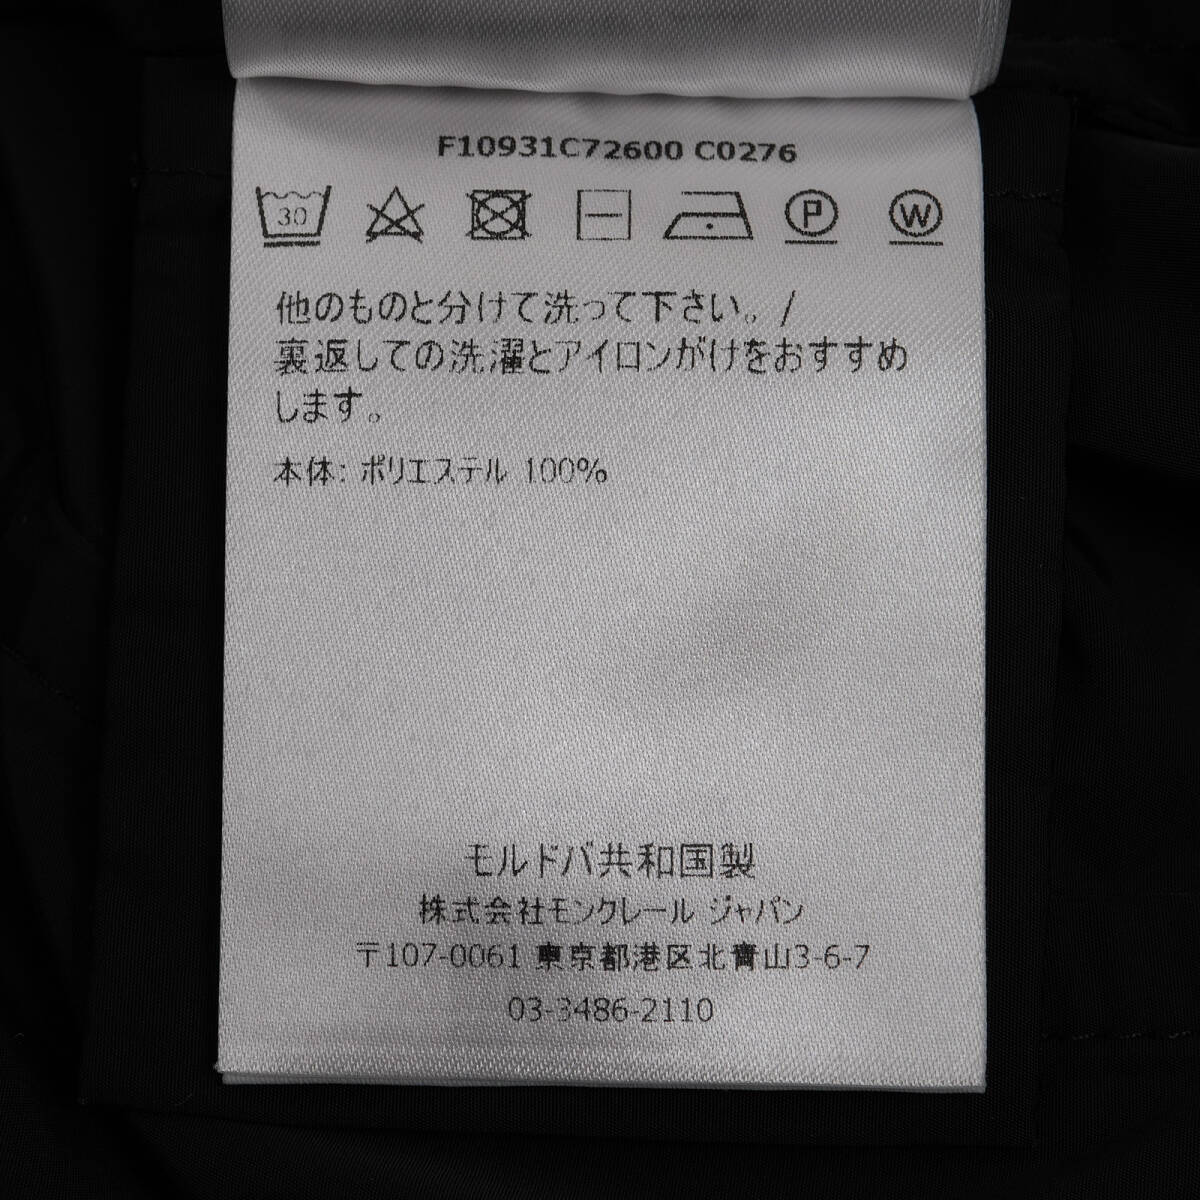 F10931C72600 C0276
30
P
W
他のものと分けて洗って下さい。/
裏返しての洗濯とアイロンがけをおすすめ
します。
本体: ポリエステル 100%
モルドバ共和国製
株式会社モンクレール ジャパン
〒107-0061 東京都港区北青山3-6-7
03-3486-2110